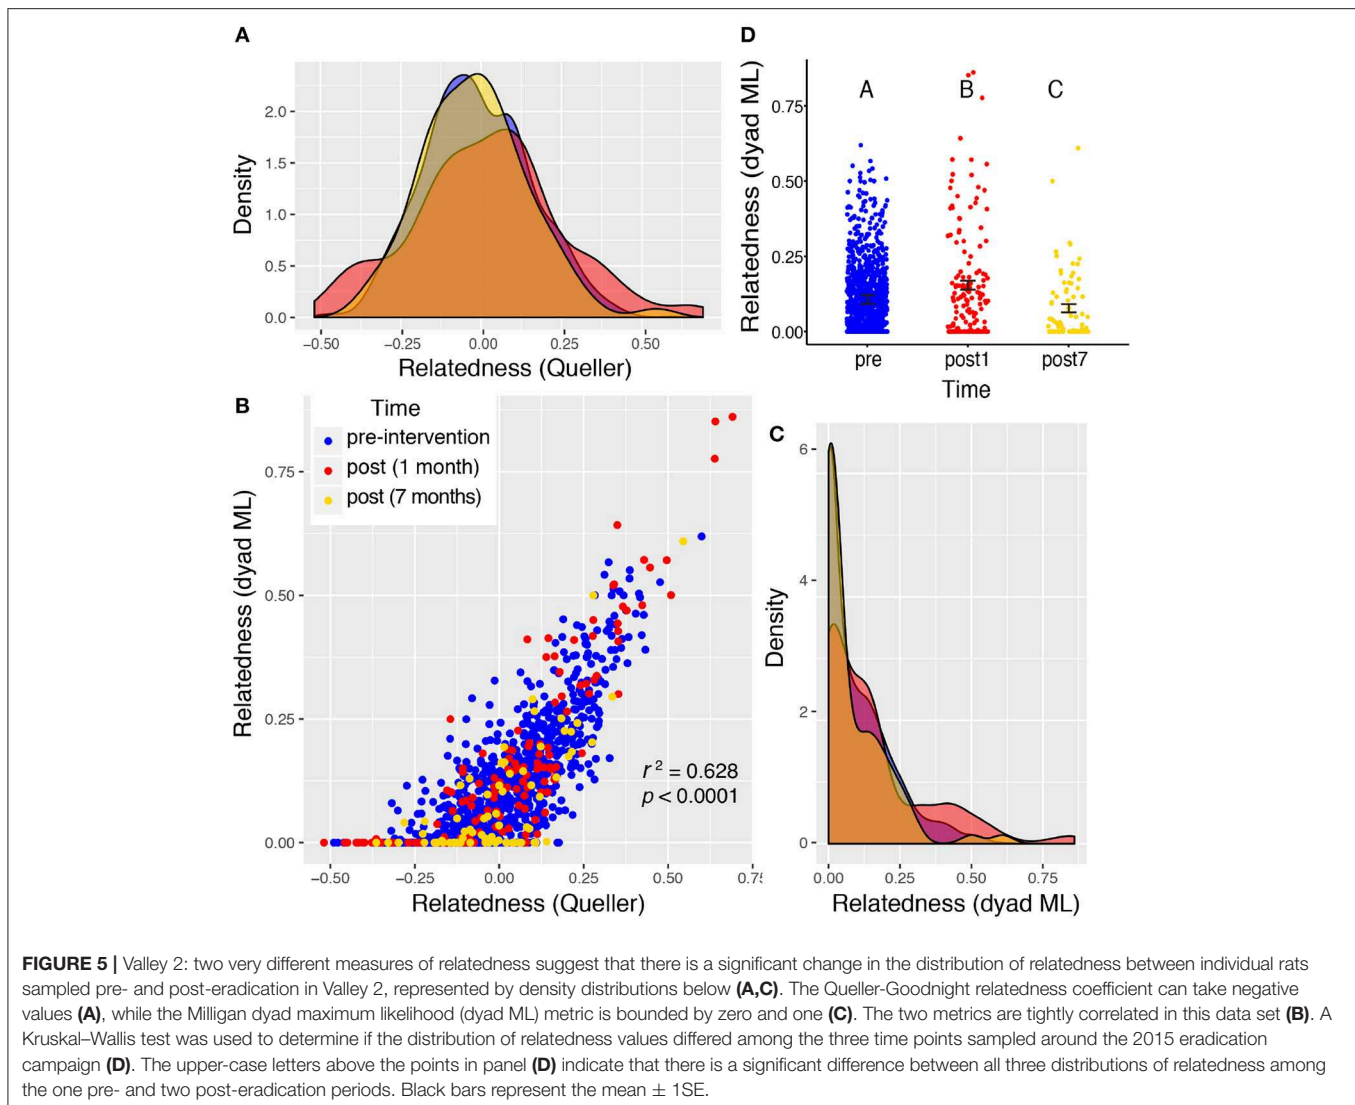 A
Density
2.0
1.5
1.0
0.5
0.0
−0.50 −0.25 0.00 0.25 0.50
Relatedness (Queller)
D
Relatedness (dyad ML)
0.75
0.50
0.25
0.00
A B C
pre post1 post7
Time
B
Relatedness (dyad ML)
0.75
0.50
0.25
0.00
Time
pre-intervention
post (1 month)
post (7 months)
r² = 0.628
p < 0.0001
−0.50 −0.25 0.00 0.25 0.50 0.75
Relatedness (Queller)
C
Density
6
4
2
0
0.00 0.25 0.50 0.75
Relatedness (dyad ML)
FIGURE 5 | Valley 2: two very different measures of relatedness suggest that there is a significant change in the distribution of relatedness between individual rats
sampled pre- and post-eradication in Valley 2, represented by density distributions below (A,C). The Queller-Goodnight relatedness coefficient can take negative
values (A), while the Milligan dyad maximum likelihood (dyad ML) metric is bounded by zero and one (C). The two metrics are tightly correlated in this data set (B). A
Kruskal–Wallis test was used to determine if the distribution of relatedness values differed among the three time points sampled around the 2015 eradication
campaign (D). The upper-case letters above the points in panel (D) indicate that there is a significant difference between all three distributions of relatedness among
the one pre- and two post-eradication periods. Black bars represent the mean ± 1SE.